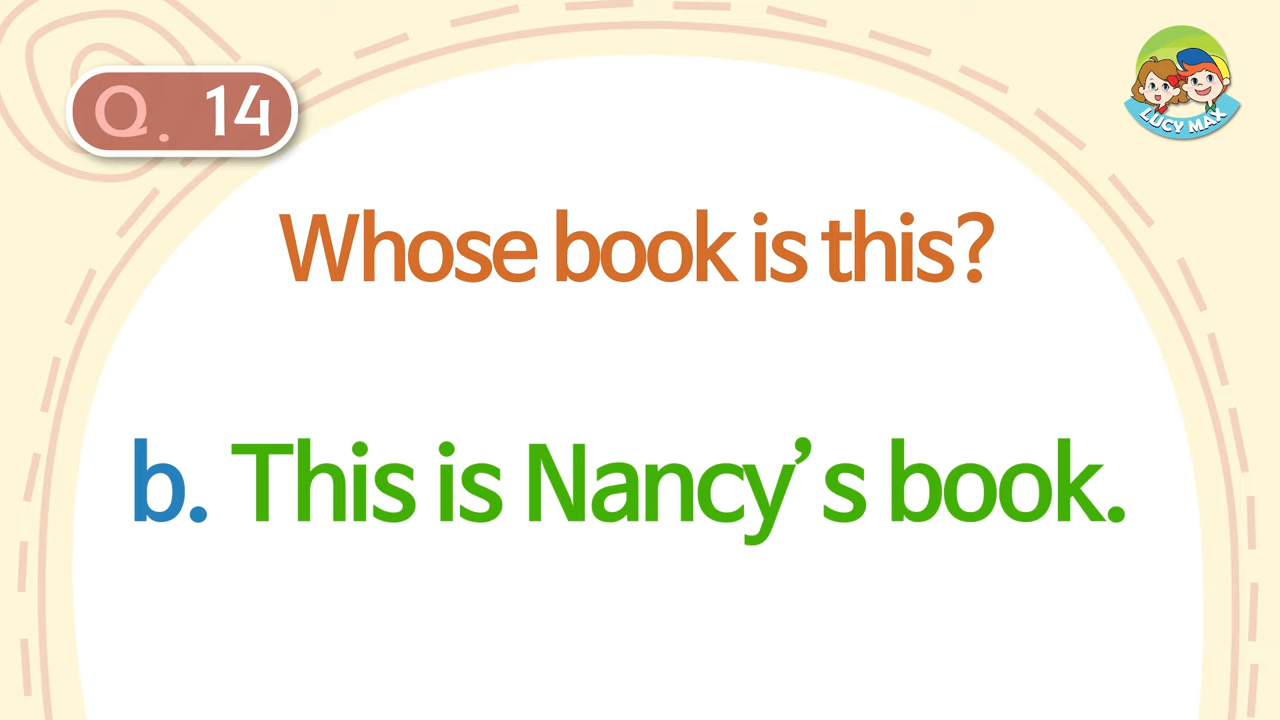 Q. 14
LUCY MAX
Whose book is this?
b. This is Nancy’s book.